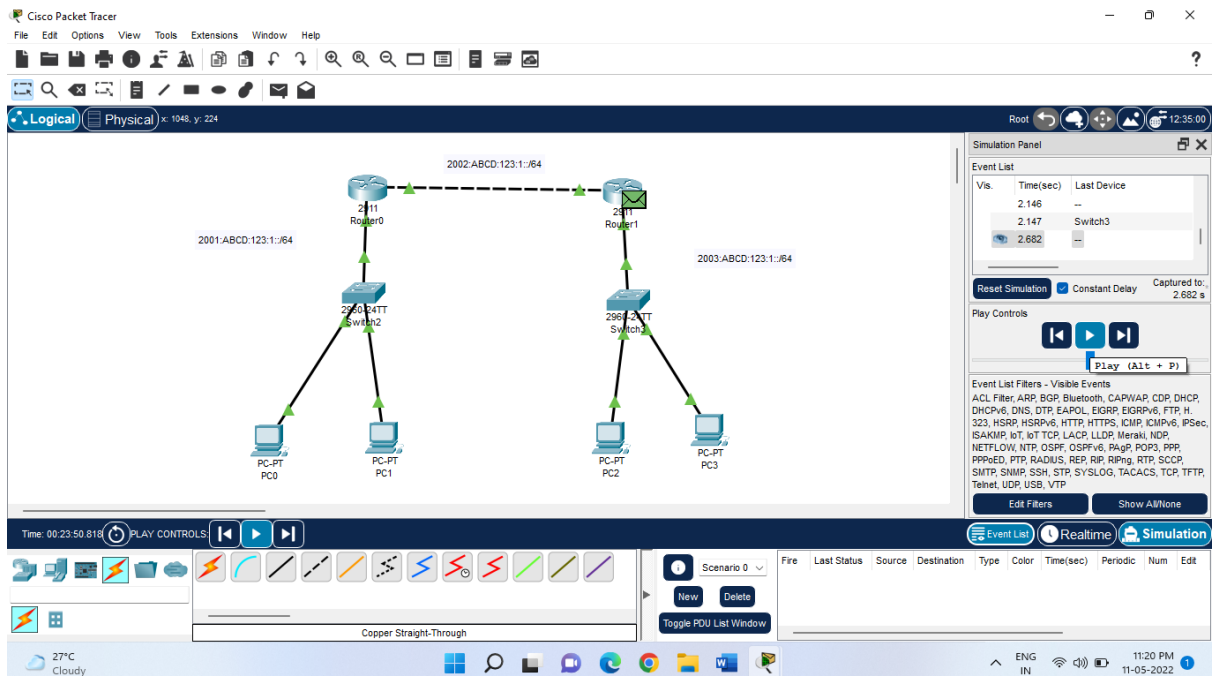 Cisco Packet Tracer
File Edit Options View Tools Extensions Window Help
?
Logical Physical x: 1048, y: 224 Root 12:35:00
2002:ABCD:123:1::/64
2911
Router0
2911
Router1
2001:ABCD:123:1::/64
2003:ABCD:123:1::/64
2960-24TT
Switch2
2960-24TT
Switch3
PC-PT
PC0
PC-PT
PC1
PC-PT
PC2
PC-PT
PC3
Simulation Panel
Event List
Vis. Time(sec) Last Device
2.146 --
2.147 Switch3
2.682 --
Reset Simulation Constant Delay Captured to:
2.682 s
Play Controls
Play (Alt + P)
Event List Filters - Visible Events
ACL Filter, ARP, BGP, Bluetooth, CAPWAP, CDP, DHCP,
DHCPv6, DNS, DTP, EAPOL, EIGRP, EIGRPv6, FTP, H.
323, HSRP, HSRPv6, HTTP, HTTPS, ICMP, ICMPv6, IPSec,
ISAKMP, IoT, IoT TCP, LACP, LLDP, Meraki, NDP,
NETFLOW, NTP, OSPF, OSPFv6, PAgP, POP3, PPP,
PPPoED, PTP, RADIUS, REP, RIP, RIPng, RTP, SCCP,
SMTP, SNMP, SSH, STP, SYSLOG, TACACS, TCP, TFTP,
Telnet, UDP, USB, VTP
Edit Filters Show All/None
Time: 00:23:50.818 PLAY CONTROLS:
Event List Realtime Simulation
Scenario 0
New Delete
Toggle PDU List Window
Fire Last Status Source Destination Type Color Time(sec) Periodic Num Edit
Copper Straight-Through
27°C
Cloudy
ENG
IN
11:20 PM
11-05-2022
1